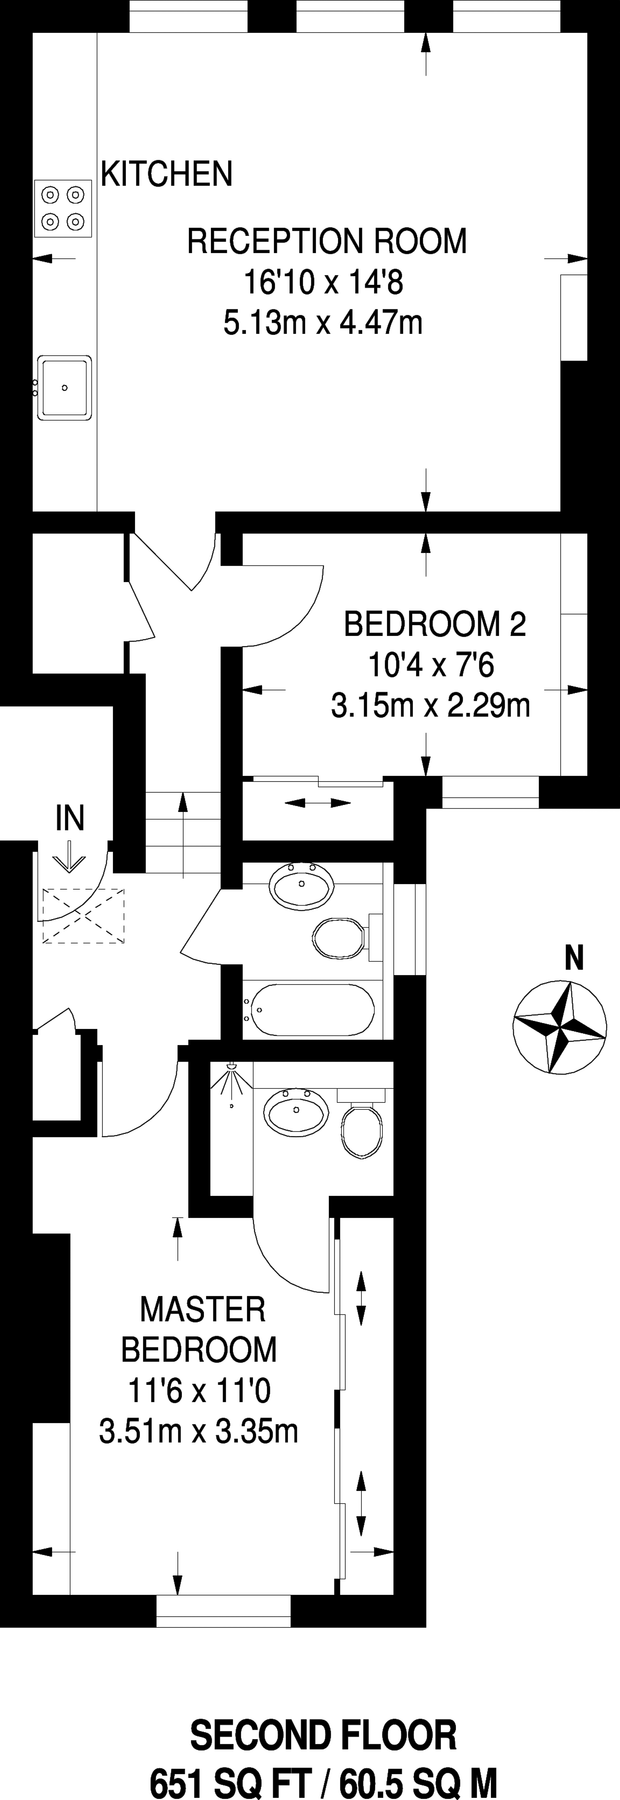 KITCHEN
RECEPTION ROOM
16'10 x 14'8
5.13m x 4.47m
BEDROOM 2
10'4 x 7'6
3.15m x 2.29m
IN
N
MASTER
BEDROOM
11'6 x 11'0
3.51m x 3.35m
SECOND FLOOR
651 SQ FT / 60.5 SQ M